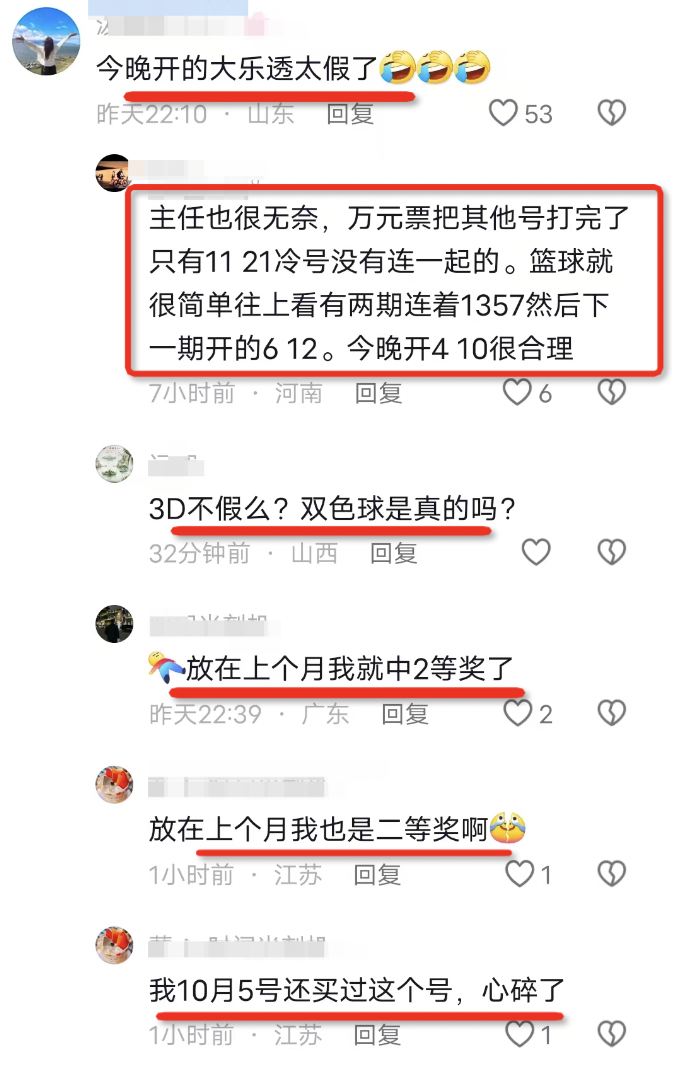 今晚开的大乐透太假了
昨天22:10 · 山东 回复 53
主任也很无奈，万元票把其他号打完了
只有11 21冷号没有连一起的。篮球就
很简单往上看有两期连着1357然后下
一期开的6 12。今晚开4 10很合理
7小时前 · 河南 回复 6
3D不假么？双色球是真的吗？
32分钟前 · 山西 回复
放在上个月我就中2等奖了
昨天22:39 · 广东 回复 2
放在上个月我也是二等奖啊
1小时前 · 江苏 回复 1
我10月5号还买过这个号，心碎了
1小时前 · 江苏 回复 1